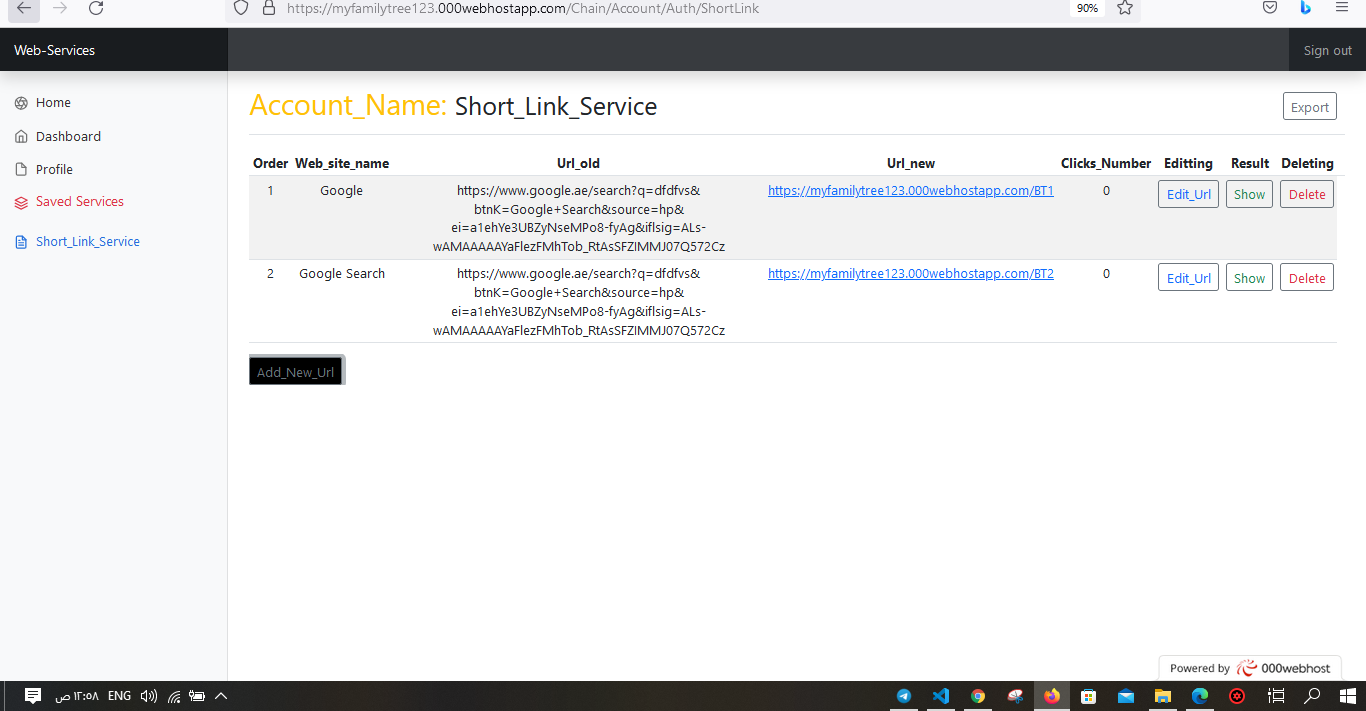 https://myfamilytree123.000webhostapp.com/Chain/Account/Auth/ShortLink
90%
Web-Services
Sign out
Home
Dashboard
Profile
Saved Services
Short_Link_Service
Account_Name: Short_Link_Service
Export
Order Web_site_name Url_old Url_new Clicks_Number Editting Result Deleting
1 Google https://www.google.ae/search?q=dfdfvs& https://myfamilytree123.000webhostapp.com/BT1 0 Edit_Url Show Delete
btnK=Google+Search&source=hp&
ei=a1ehYe3UBZyNseMPo8-fyAg&iflsig=ALs-
wAMAAAAAYaFlezFMhTob_RtAsSFZIMMJ07Q572Cz
2 Google Search https://www.google.ae/search?q=dfdfvs& https://myfamilytree123.000webhostapp.com/BT2 0 Edit_Url Show Delete
btnK=Google+Search&source=hp&
ei=a1ehYe3UBZyNseMPo8-fyAg&iflsig=ALs-
wAMAAAAAYaFlezFMhTob_RtAsSFZIMMJ07Q572Cz
Add_New_Url
Powered by 000webhost
١٢:٥٨ ص ENG